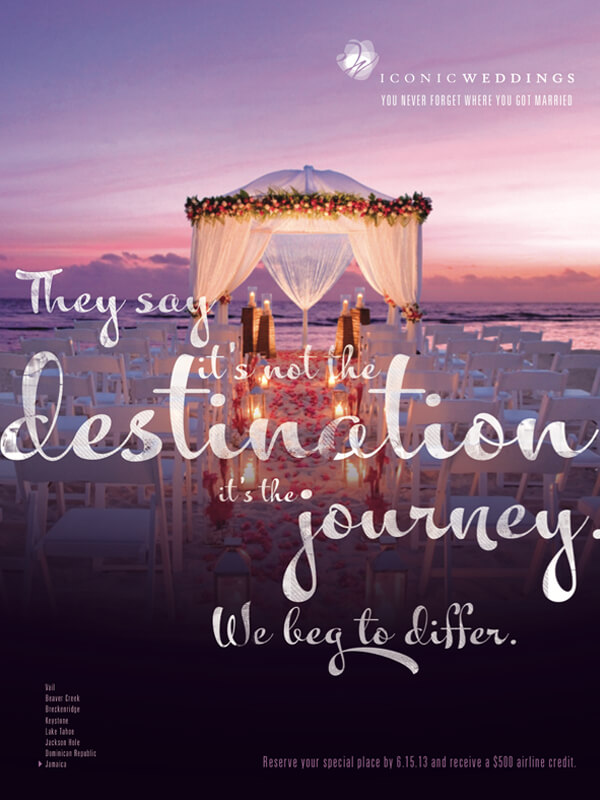 ICONICWEDDINGS
YOU NEVER FORGET WHERE YOU GOT MARRIED
They say
it's not the
destination
it's the
journey.
We beg to differ.
Vail
Beaver Creek
Breckenridge
Keystone
Lake Tahoe
Jackson Hole
Dominican Republic
Jamaica
Reserve your special place by 6.15.13 and receive a $500 airline credit.